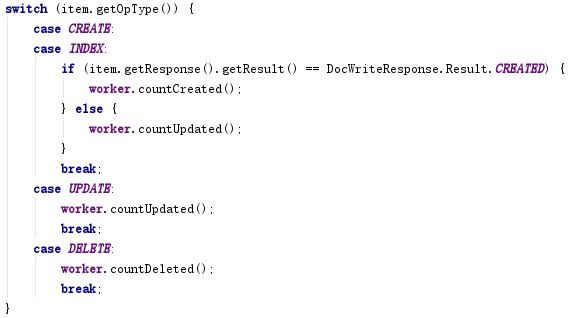 switch (item.getOpType()) {
    case CREATE:
    case INDEX:
        if (item.getResponse().getResult() == DocWriteResponse.Result.CREATED) {
            worker.countCreated();
        } else {
            worker.countUpdated();
        }
        break;
    case UPDATE:
        worker.countUpdated();
        break;
    case DELETE:
        worker.countDeleted();
        break;
}